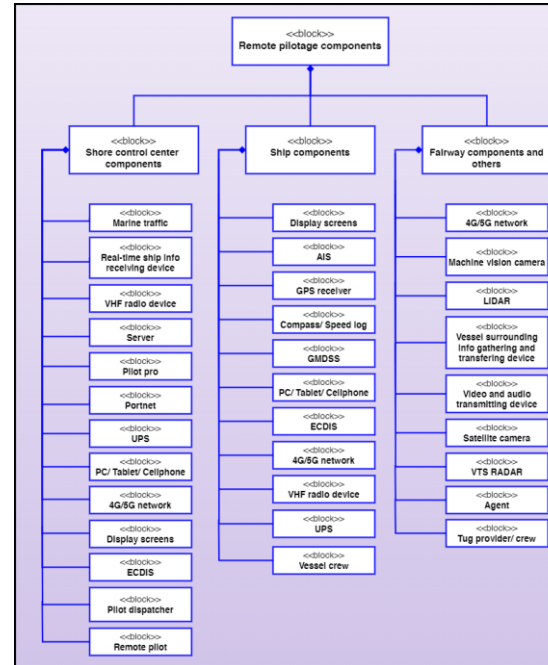 <<block>>
Remote pilotage components
<<block>>
Shore control center
components
<<block>>
Marine traffic
<<block>>
Real-time ship info
receiving device
<<block>>
VHF radio device
<<block>>
Server
<<block>>
Pilot pro
<<block>>
Portnet
<<block>>
UPS
<<block>>
PC/ Tablet/ Cellphone
<<block>>
4G/5G network
<<block>>
Display screens
<<block>>
ECDIS
<<block>>
Pilot dispatcher
<<block>>
Remote pilot
<<block>>
Ship components
<<block>>
Display screens
<<block>>
AIS
<<block>>
GPS receiver
<<block>>
Compass/ Speed log
<<block>>
GMDSS
<<block>>
PC/ Tablet/ Cellphone
<<block>>
ECDIS
<<block>>
4G/5G network
<<block>>
VHF radio device
<<block>>
UPS
<<block>>
Vessel crew
<<block>>
Fairway components and
others
<<block>>
4G/5G network
<<block>>
Machine vision camera
<<block>>
LIDAR
<<block>>
Vessel surrounding
info gathering and
transfering device
<<block>>
Video and audio
transmitting device
<<block>>
Satellite camera
<<block>>
VTS RADAR
<<block>>
Agent
<<block>>
Tug provider/ crew